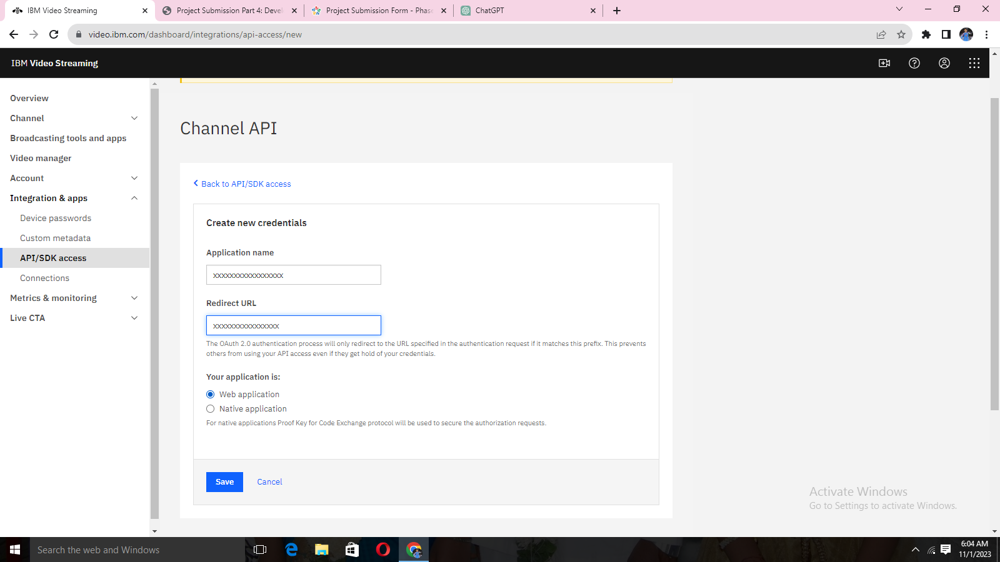 IBM Video Streaming
Project Submission Part 4: Devel
Project Submission Form - Phase
ChatGPT
video.ibm.com/dashboard/integrations/api-access/new
IBM Video Streaming
Overview
Channel
Broadcasting tools and apps
Video manager
Account
Integration & apps
Device passwords
Custom metadata
API/SDK access
Connections
Metrics & monitoring
Live CTA
Channel API
Back to API/SDK access
Create new credentials
Application name
xxxxxxxxxxxxxxxxx
Redirect URL
xxxxxxxxxxxxxxxx
The OAuth 2.0 authentication process will only redirect to the URL specified in the authentication request if it matches this prefix. This prevents
others from using your API access even if they get hold of your credentials.
Your application is:
Web application
Native application
For native applications Proof Key for Code Exchange protocol will be used to secure the authorization requests.
Save
Cancel
Activate Windows
Go to Settings to activate Windows.
Search the web and Windows
6:04 AM
11/1/2023